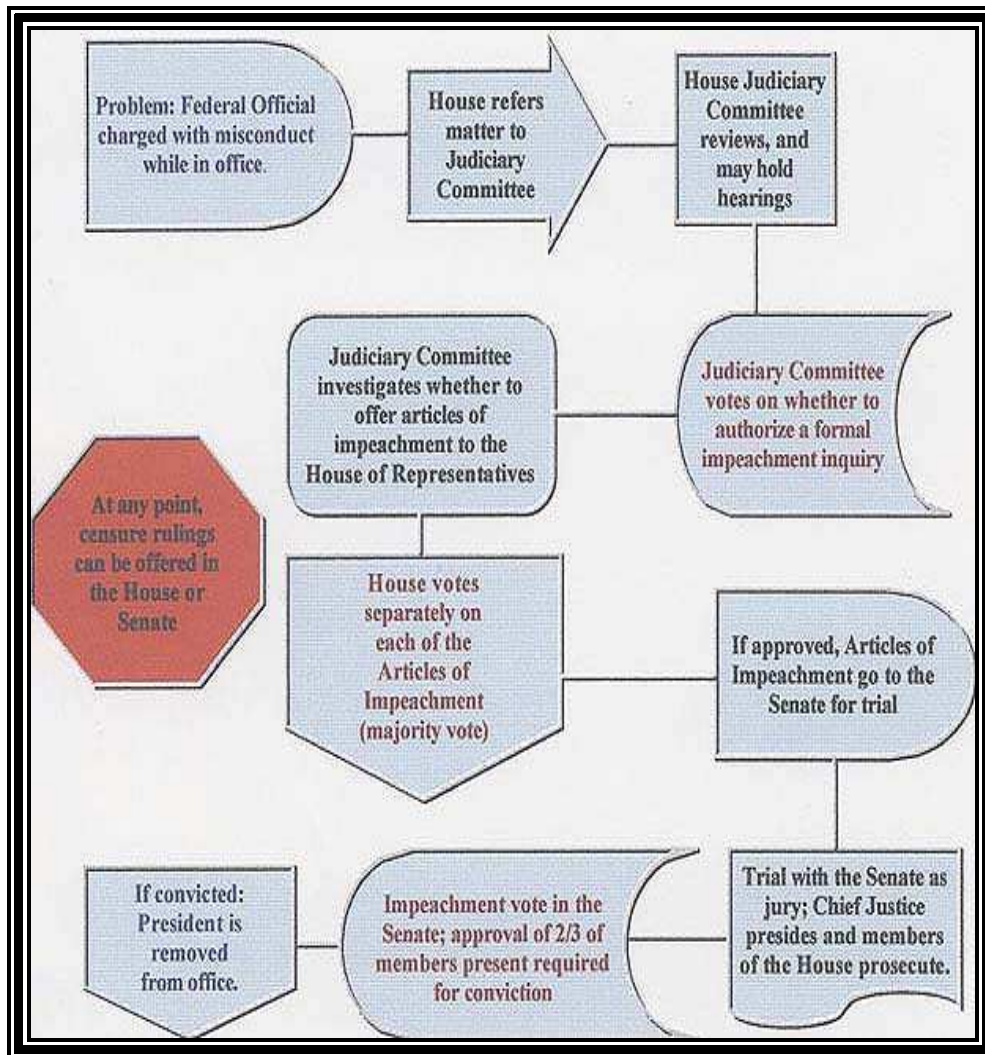 Problem: Federal Official
charged with misconduct
while in office.
House refers
matter to
Judiciary
Committee
House Judiciary
Committee
reviews, and
may hold
hearings
Judiciary Committee
votes on whether to
authorize a formal
impeachment inquiry
Judiciary Committee
investigates whether to
offer articles of
impeachment to the
House of Representatives
At any point,
censure rulings
can be offered in
the House or
Senate
House votes
separately on
each of the
Articles of
Impeachment
(majority vote)
If approved, Articles of
Impeachment go to the
Senate for trial
Trial with the Senate as
jury; Chief Justice
presides and members
of the House prosecute.
Impeachment vote in the
Senate; approval of 2/3 of
members present required
for conviction
If convicted:
President is
removed
from office.